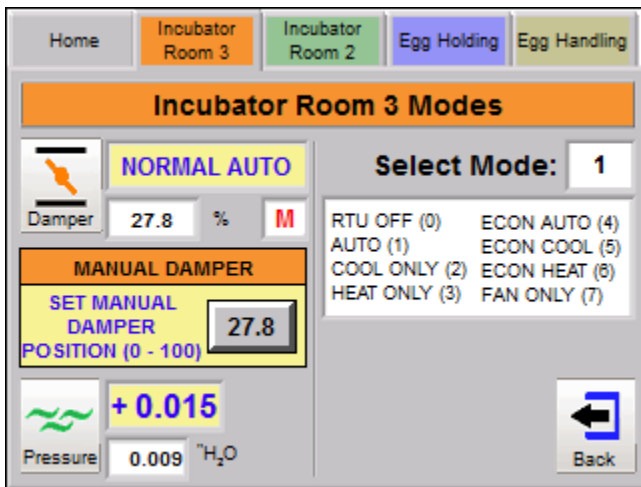 Home
Incubator
Room 3
Incubator
Room 2
Egg Holding
Egg Handling
Incubator Room 3 Modes
NORMAL AUTO
Damper
27.8 % M
MANUAL DAMPER
SET MANUAL
DAMPER
POSITION (0 - 100)
27.8
+ 0.015
Pressure
0.009 "H₂O
Select Mode: 1
RTU OFF (0)
AUTO (1)
COOL ONLY (2)
HEAT ONLY (3)
ECON AUTO (4)
ECON COOL (5)
ECON HEAT (6)
FAN ONLY (7)
Back